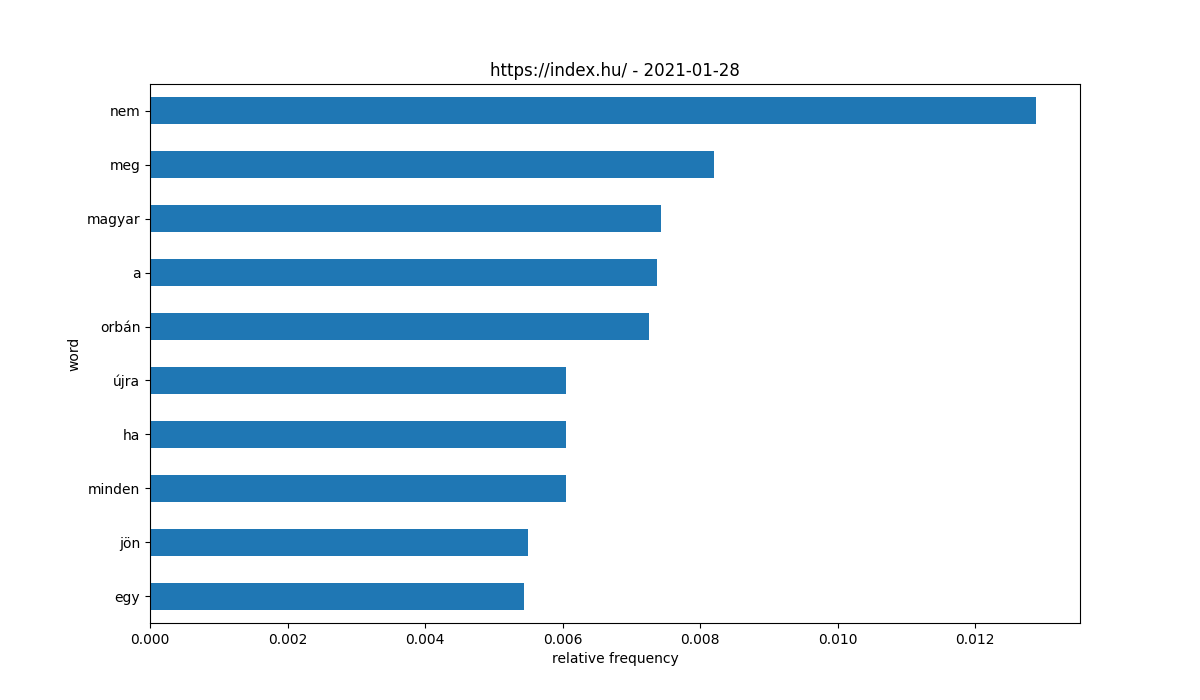 https://index.hu/ - 2021-01-28
nem
meg
magyar
a
orbán
újra
ha
minden
jön
egy
word
0.000 0.002 0.004 0.006 0.008 0.010 0.012
relative frequency